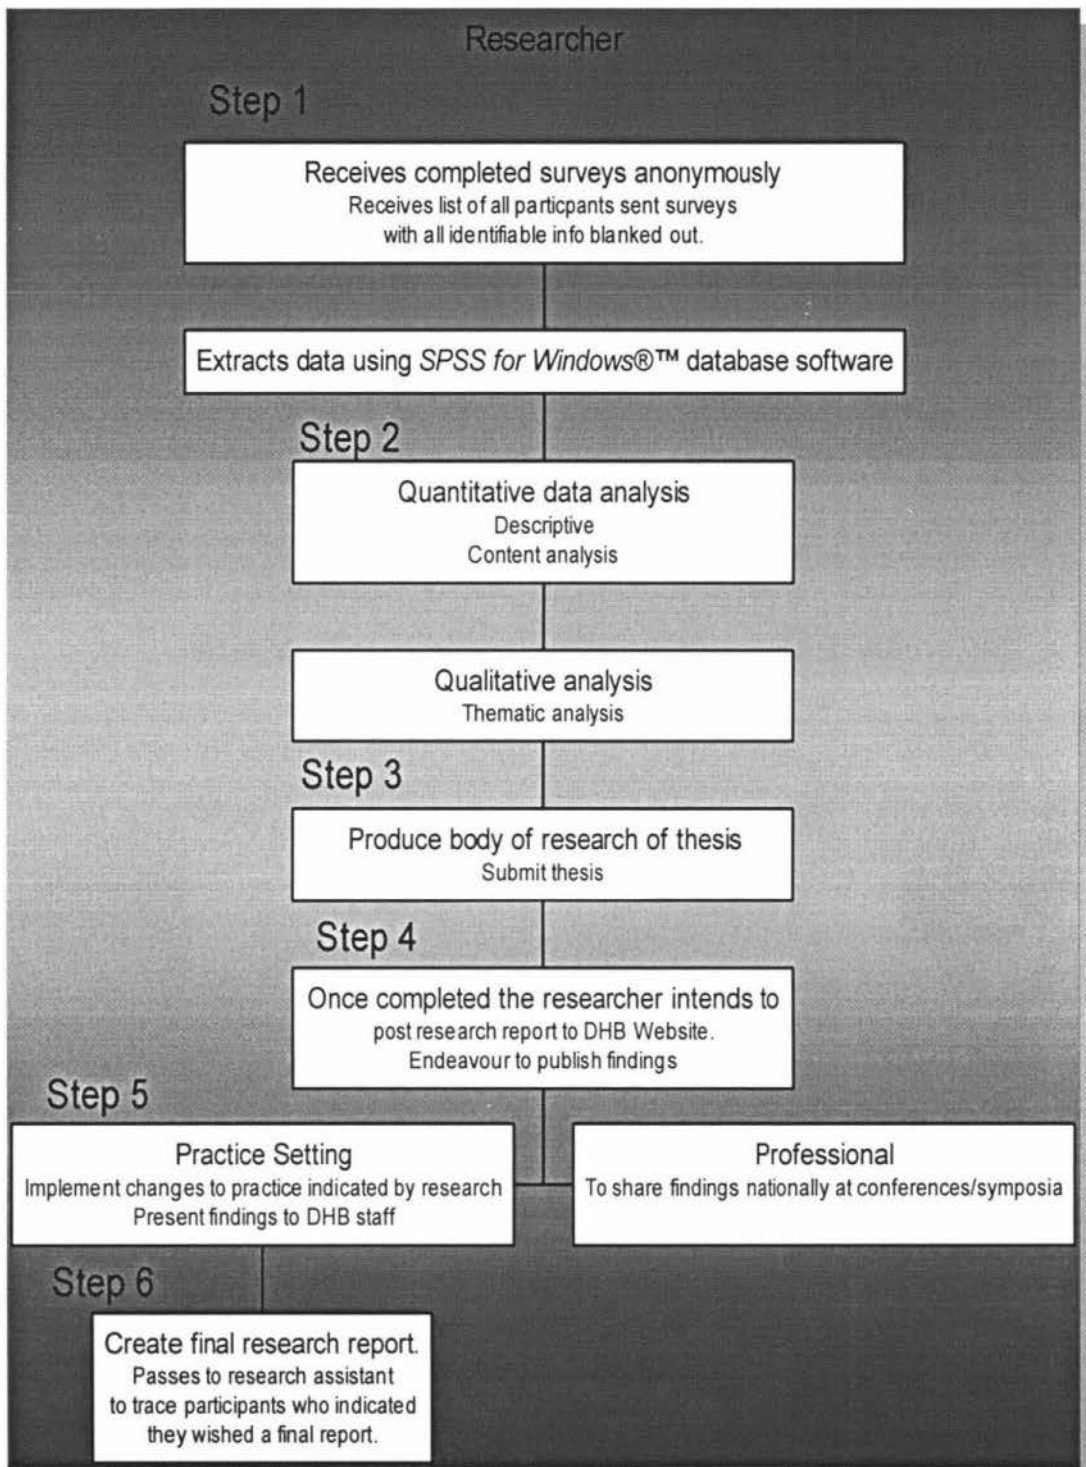 Researcher
Step 1
Receives completed surveys anonymously
Receives list of all particpants sent surveys
with all identifiable info blanked out.
Extracts data using SPSS for Windows®™ database software
Step 2
Quantitative data analysis
Descriptive
Content analysis
Qualitative analysis
Thematic analysis
Step 3
Produce body of research of thesis
Submit thesis
Step 4
Once completed the researcher intends to
post research report to DHB Website.
Endeavour to publish findings
Step 5
Practice Setting
Implement changes to practice indicated by research
Present findings to DHB staff
Professional
To share findings nationally at conferences/symposia
Step 6
Create final research report.
Passes to research assistant
to trace participants who indicated
they wished a final report.